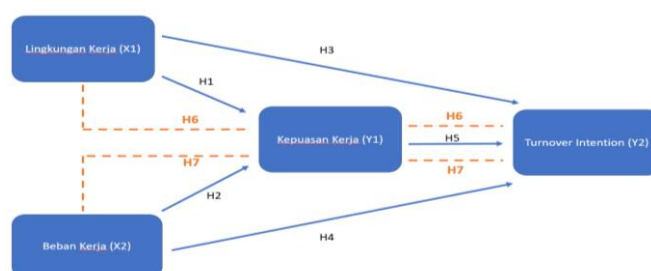 Lingkungan Kerja (X1)
H3
H1
H6
H6
Kepuasan Kerja (Y1)
H5
Turnover Intention (Y2)
H7
H7
H2
H4
Beban Kerja (X2)